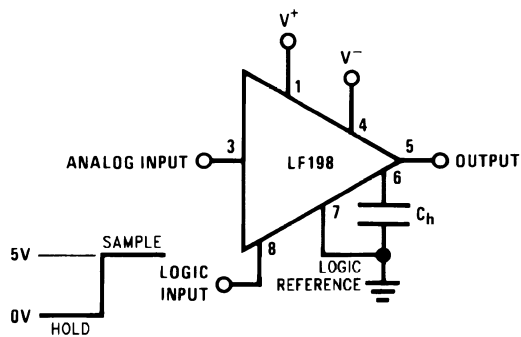 V+
V−
1
4
3
5
ANALOG INPUT
LF198
OUTPUT
6
7
Ch
8
5V
SAMPLE
LOGIC
INPUT
LOGIC
REFERENCE
0V
HOLD